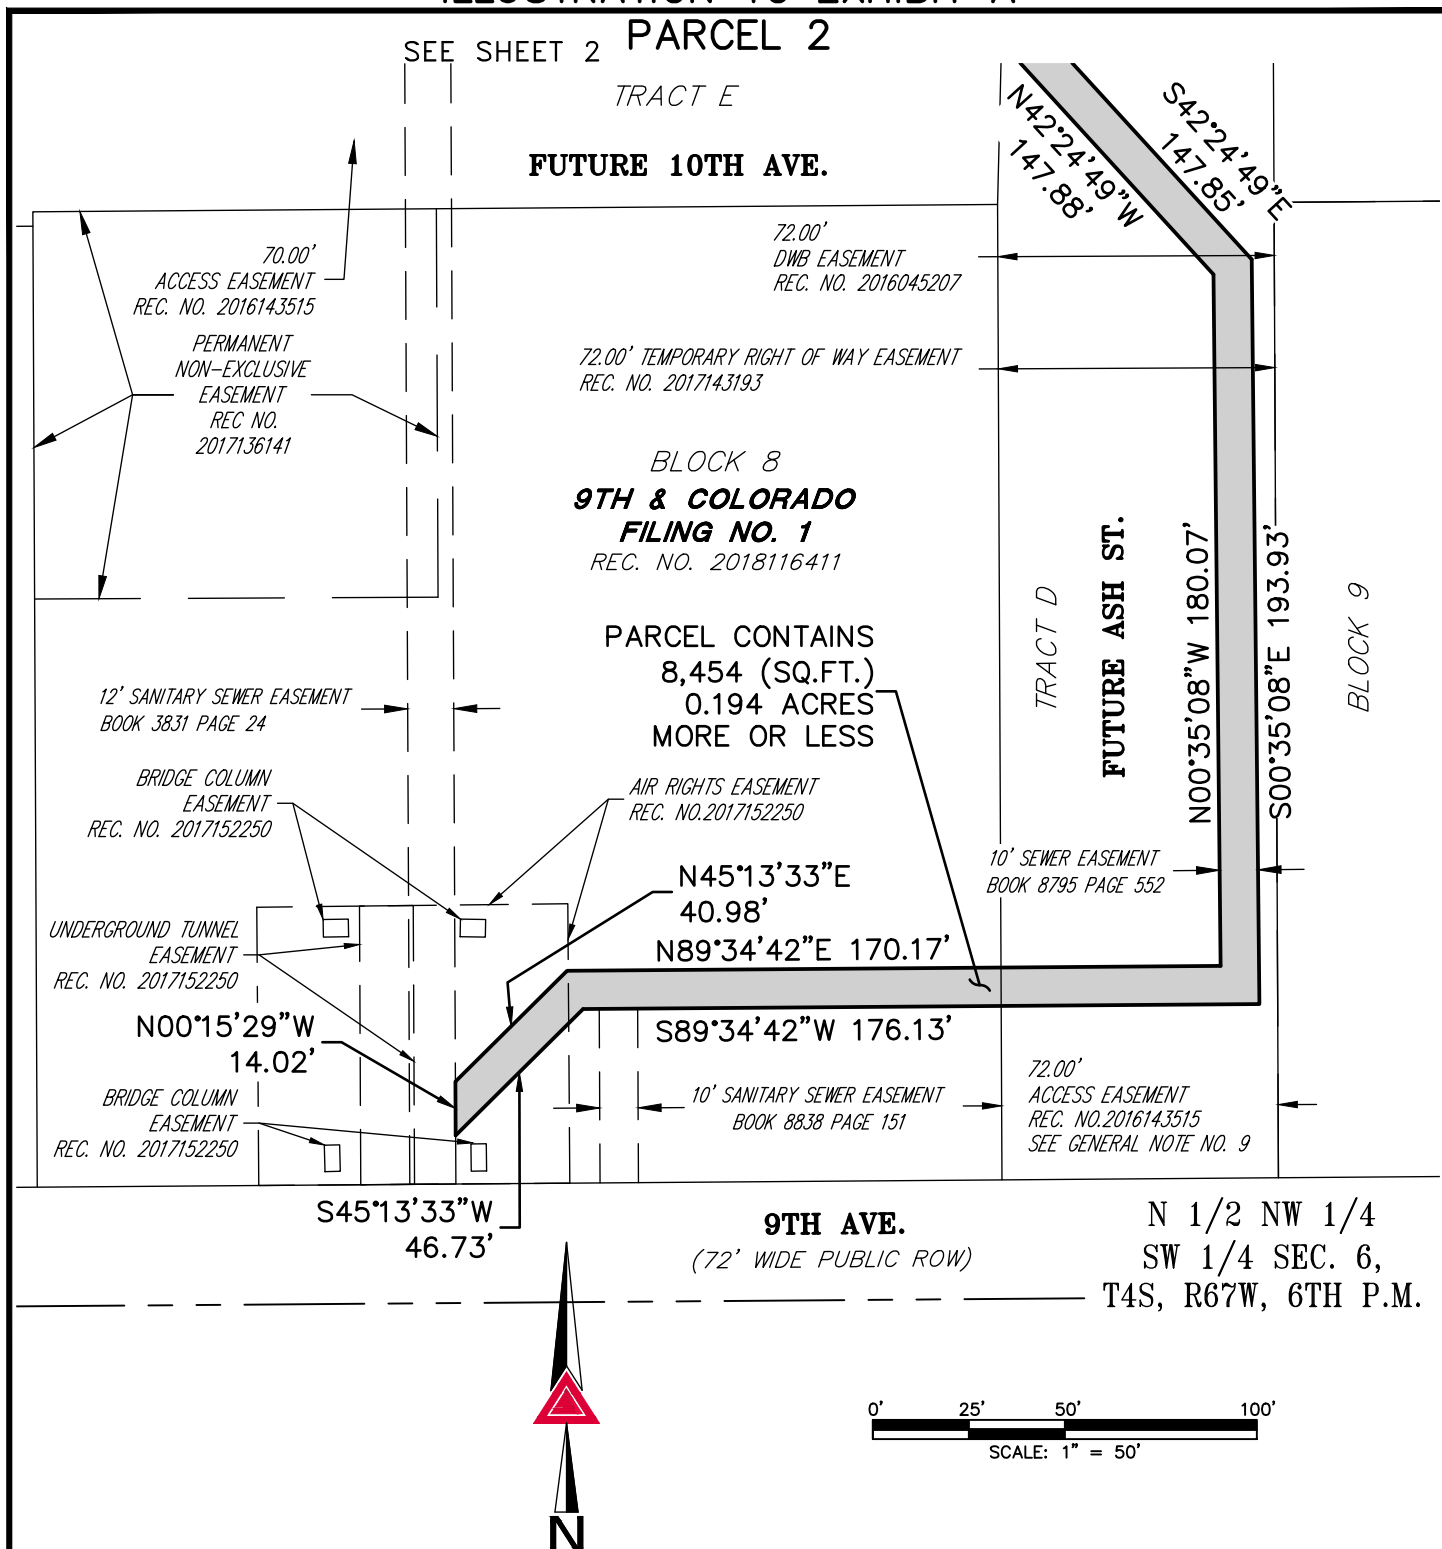 PARCEL 2
SEE SHEET 2
TRACT E
FUTURE 10TH AVE.
N42°24'49"W
147.88'
S42°24'49"E
147.85'
70.00'
ACCESS EASEMENT
REC. NO. 2016143515
72.00'
DWB EASEMENT
REC. NO. 2016045207
PERMANENT
NON-EXCLUSIVE
EASEMENT
REC NO.
2017136141
72.00' TEMPORARY RIGHT OF WAY EASEMENT
REC. NO. 2017143193
BLOCK 8
9TH & COLORADO
FILING NO. 1
REC. NO. 2018116411
PARCEL CONTAINS
8,454 (SQ.FT.)
0.194 ACRES
MORE OR LESS
TRACT D
FUTURE ASH ST.
N00°35'08"W 180.07'
S00°35'08"E 193.93'
BLOCK 9
12' SANITARY SEWER EASEMENT
BOOK 3831 PAGE 24
BRIDGE COLUMN
EASEMENT
REC. NO. 2017152250
AIR RIGHTS EASEMENT
REC. NO.2017152250
10' SEWER EASEMENT
BOOK 8795 PAGE 552
N45°13'33"E
40.98'
N89°34'42"E 170.17'
UNDERGROUND TUNNEL
EASEMENT
REC. NO. 2017152250
N00°15'29"W
14.02'
S89°34'42"W 176.13'
BRIDGE COLUMN
EASEMENT
REC. NO. 2017152250
10' SANITARY SEWER EASEMENT
BOOK 8838 PAGE 151
72.00'
ACCESS EASEMENT
REC. NO.2016143515
SEE GENERAL NOTE NO. 9
S45°13'33"W
46.73'
9TH AVE.
(72' WIDE PUBLIC ROW)
N 1/2 NW 1/4
SW 1/4 SEC. 6,
T4S, R67W, 6TH P.M.
0' 25' 50' 100'
SCALE: 1" = 50'
N